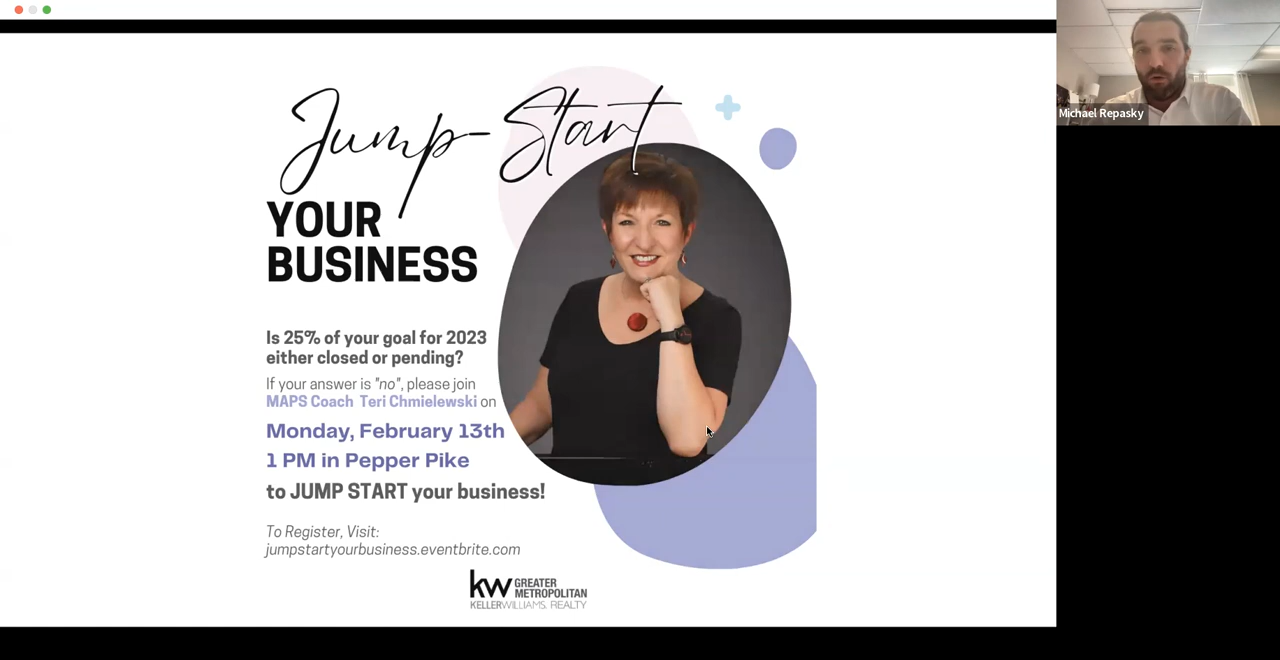 Jump-Start
YOUR
BUSINESS
Is 25% of your goal for 2023
either closed or pending?
If your answer is "no", please join
MAPS Coach Teri Chmielewski on
Monday, February 13th
1 PM in Pepper Pike
to JUMP START your business!
To Register, Visit:
jumpstartyourbusiness.eventbrite.com
kw GREATER
METROPOLITAN
KELLERWILLIAMS. REALTY
Michael Repasky